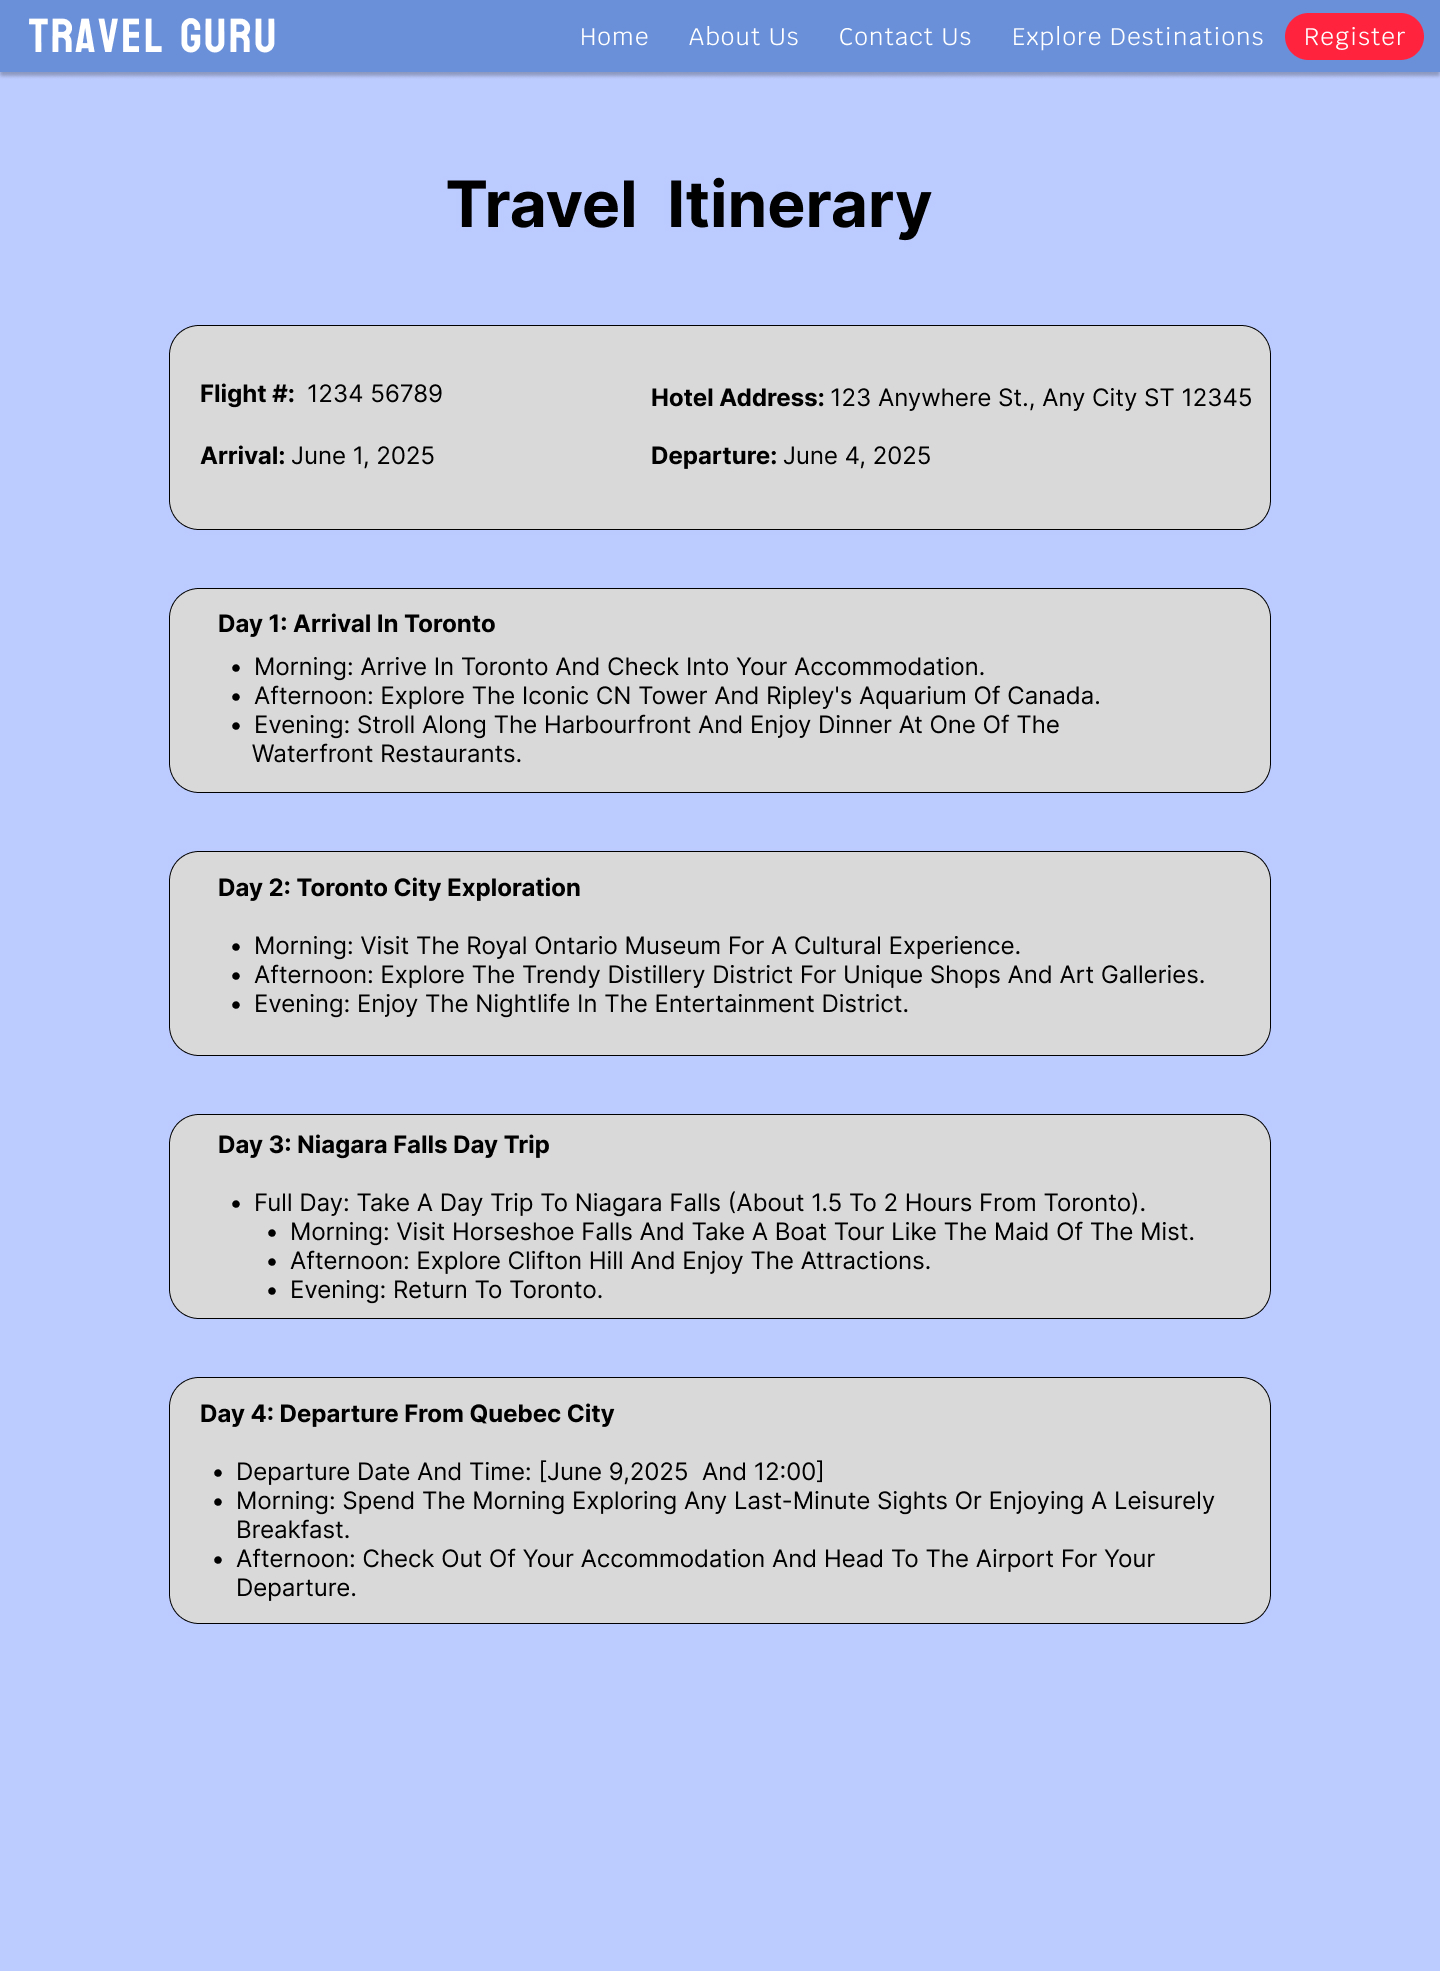 TRAVEL GURU
Home
About Us
Contact Us
Explore Destinations
Register
Travel Itinerary
Flight #: 1234 56789
Hotel Address: 123 Anywhere St., Any City ST 12345
Arrival: June 1, 2025
Departure: June 4, 2025
Day 1: Arrival In Toronto
• Morning: Arrive In Toronto And Check Into Your Accommodation.
• Afternoon: Explore The Iconic CN Tower And Ripley's Aquarium Of Canada.
• Evening: Stroll Along The Harbourfront And Enjoy Dinner At One Of The
Waterfront Restaurants.
Day 2: Toronto City Exploration
• Morning: Visit The Royal Ontario Museum For A Cultural Experience.
• Afternoon: Explore The Trendy Distillery District For Unique Shops And Art Galleries.
• Evening: Enjoy The Nightlife In The Entertainment District.
Day 3: Niagara Falls Day Trip
• Full Day: Take A Day Trip To Niagara Falls (About 1.5 To 2 Hours From Toronto).
• Morning: Visit Horseshoe Falls And Take A Boat Tour Like The Maid Of The Mist.
• Afternoon: Explore Clifton Hill And Enjoy The Attractions.
• Evening: Return To Toronto.
Day 4: Departure From Quebec City
• Departure Date And Time: [June 9,2025 And 12:00]
• Morning: Spend The Morning Exploring Any Last-Minute Sights Or Enjoying A Leisurely
Breakfast.
• Afternoon: Check Out Of Your Accommodation And Head To The Airport For Your
Departure.